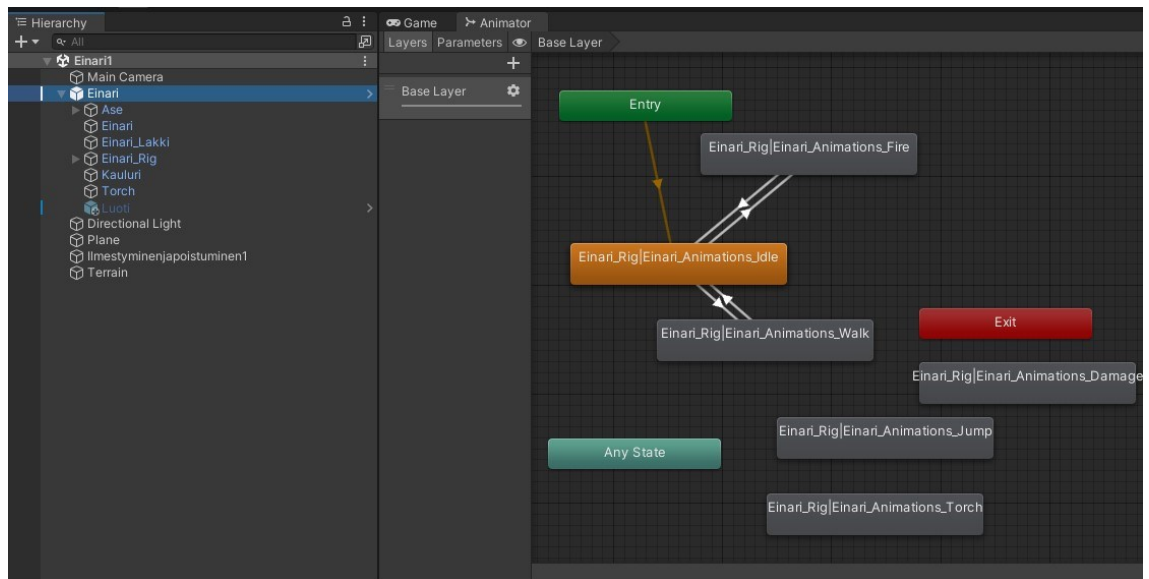 Hierarchy
All
Einari1
Main Camera
Einari
Ase
Einari
Einari_Lakki
Einari_Rig
Kauluri
Torch
Luoti
Directional Light
Plane
Ilmestyminenjapoistuminen1
Terrain
Game Animator
Layers Parameters Base Layer
Base Layer
Entry
Einari_Rig|Einari_Animations_Fire
Einari_Rig|Einari_Animations_Idle
Einari_Rig|Einari_Animations_Walk
Exit
Einari_Rig|Einari_Animations_Damage
Einari_Rig|Einari_Animations_Jump
Any State
Einari_Rig|Einari_Animations_Torch